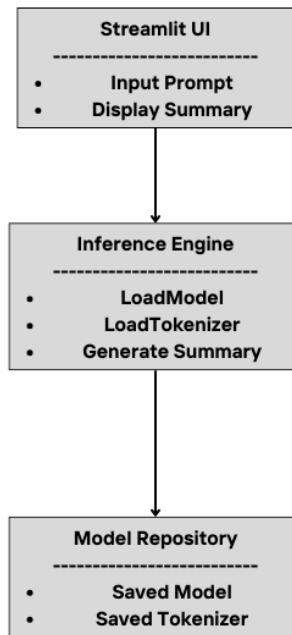 Streamlit UI
---------------------------
• Input Prompt
• Display Summary
Inference Engine
---------------------------
• LoadModel
• LoadTokenizer
• Generate Summary
Model Repository
---------------------------
• Saved Model
• Saved Tokenizer